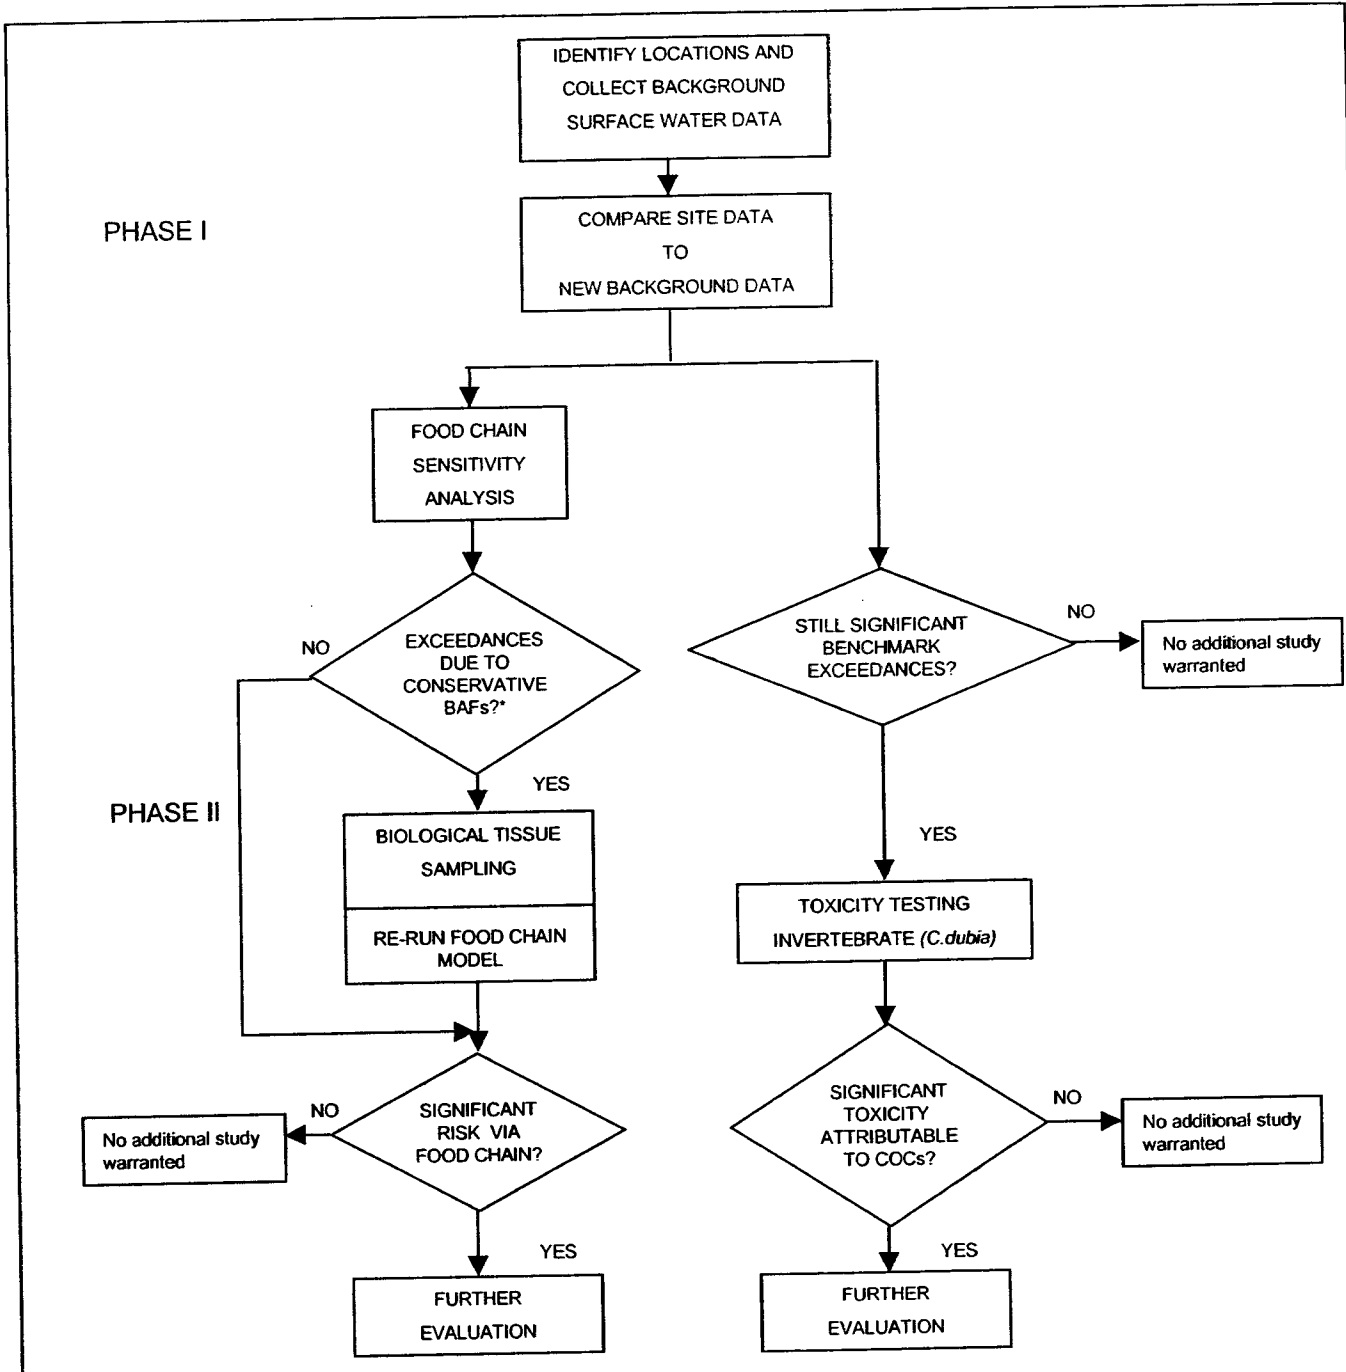 IDENTIFY LOCATIONS AND
COLLECT BACKGROUND
SURFACE WATER DATA
PHASE I
COMPARE SITE DATA
TO
NEW BACKGROUND DATA
FOOD CHAIN
SENSITIVITY
ANALYSIS
NO
EXCEEDANCES
DUE TO
CONSERVATIVE
BAFs?*
STILL SIGNIFICANT
BENCHMARK
EXCEEDANCES?
NO
No additional study
warranted
YES
PHASE II
BIOLOGICAL TISSUE
SAMPLING
RE-RUN FOOD CHAIN
MODEL
YES
TOXICITY TESTING
INVERTEBRATE (C.dubia)
NO
SIGNIFICANT
RISK VIA
FOOD CHAIN?
No additional study
warranted
SIGNIFICANT
TOXICITY
ATTRIBUTABLE
TO COCs?
NO
No additional study
warranted
YES
FURTHER
EVALUATION
YES
FURTHER
EVALUATION